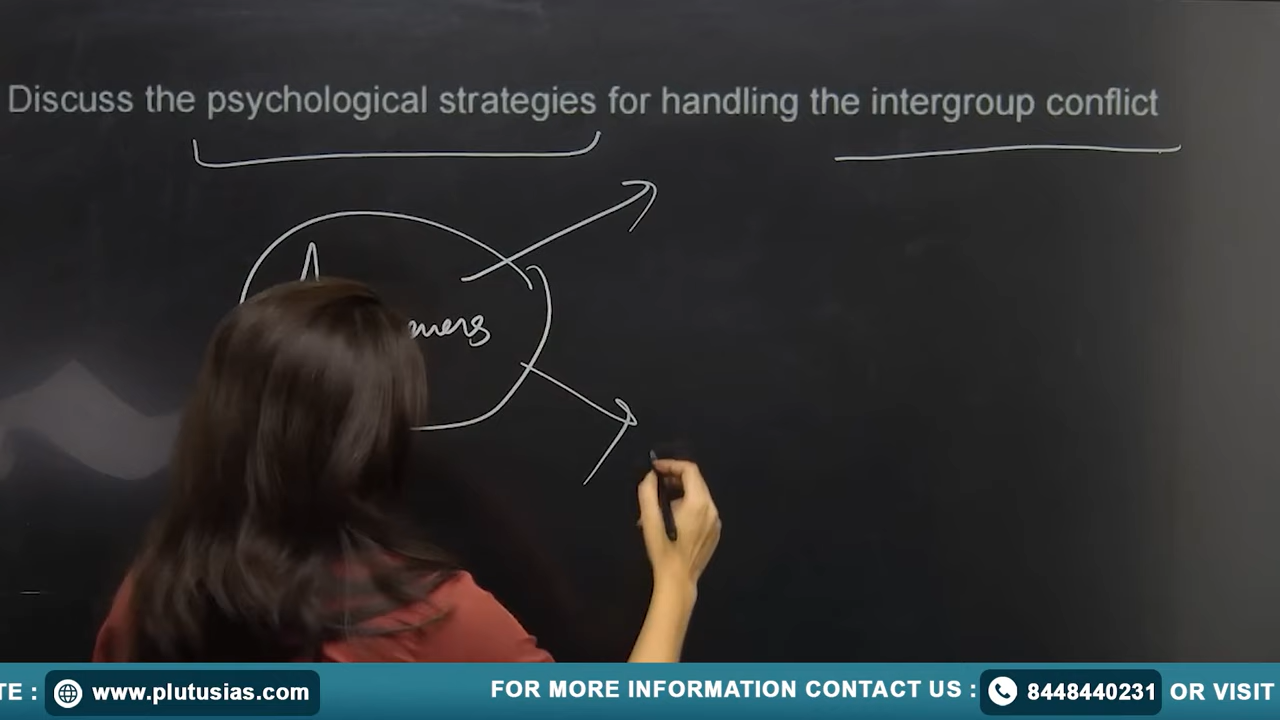 Discuss the psychological strategies for handling the intergroup conflict
A
TE : www.plutusias.com FOR MORE INFORMATION CONTACT US : 8448440231 OR VISIT